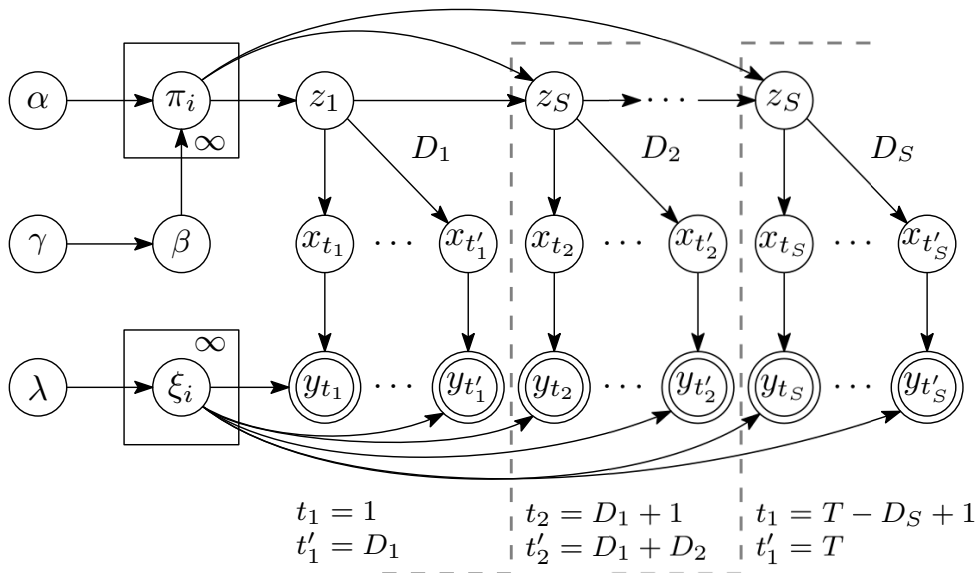 α π_i z_1 z_S · · · z_S
∞ D_1 D_2 D_S
γ β x_{t_1} · · · x_{t'_1} x_{t_2} · · · x_{t'_2} x_{t_S} · · · x_{t'_S}
∞
λ ξ_i y_{t_1} · · · y_{t'_1} y_{t_2} · · · y_{t'_2} y_{t_S} · · · y_{t'_S}
t_1 = 1 t_2 = D_1 + 1 t_1 = T − D_S + 1
t'_1 = D_1 t'_2 = D_1 + D_2 t'_1 = T